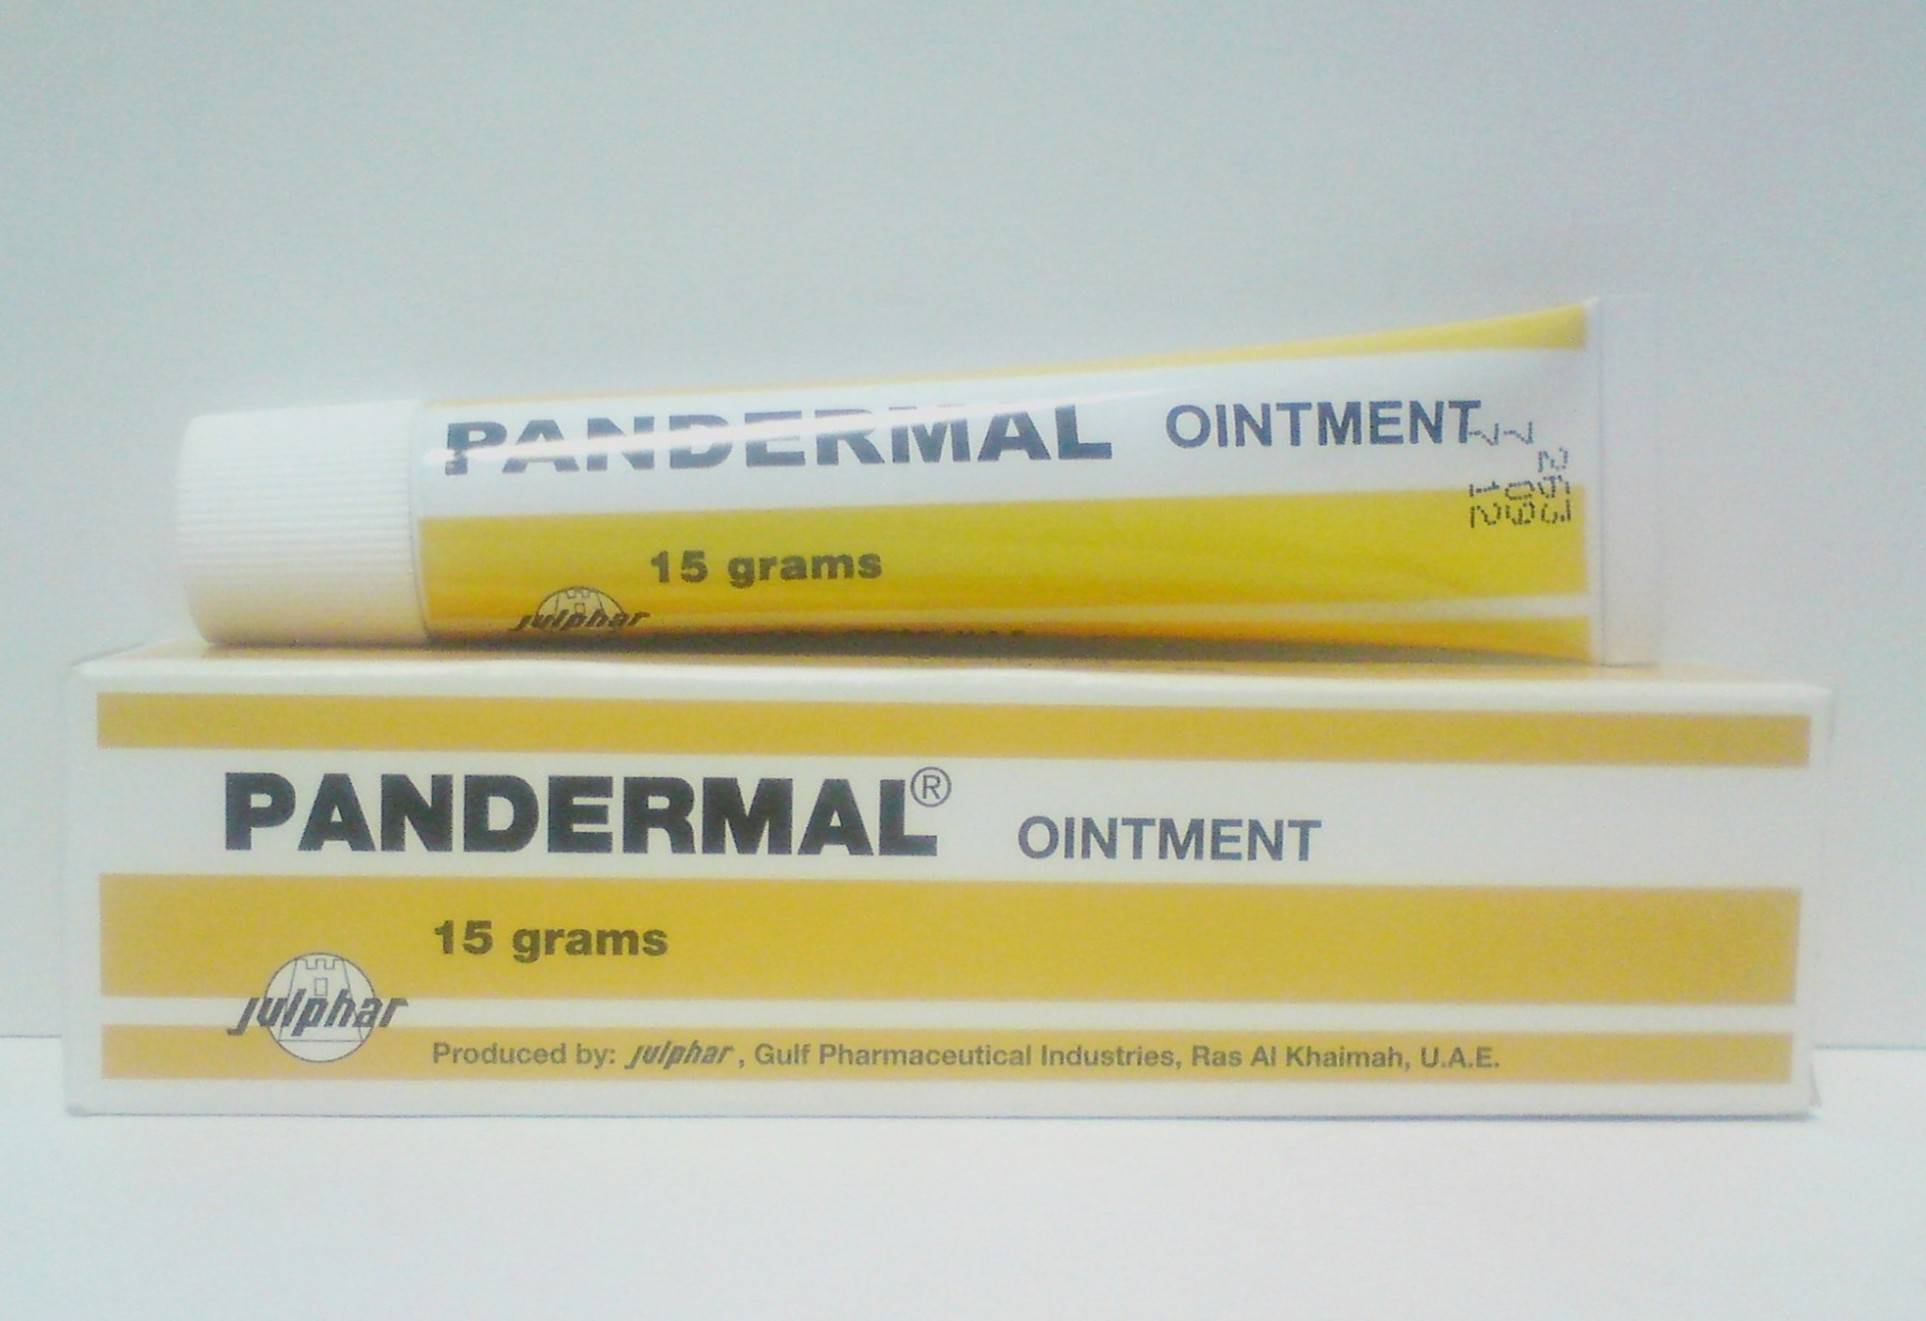 PANDERMAL OINTMENT
15 grams
julphar
PANDERMAL® OINTMENT
15 grams
julphar
Produced by: julphar, Gulf Pharmaceutical Industries, Ras Al Khaimah, U.A.E.